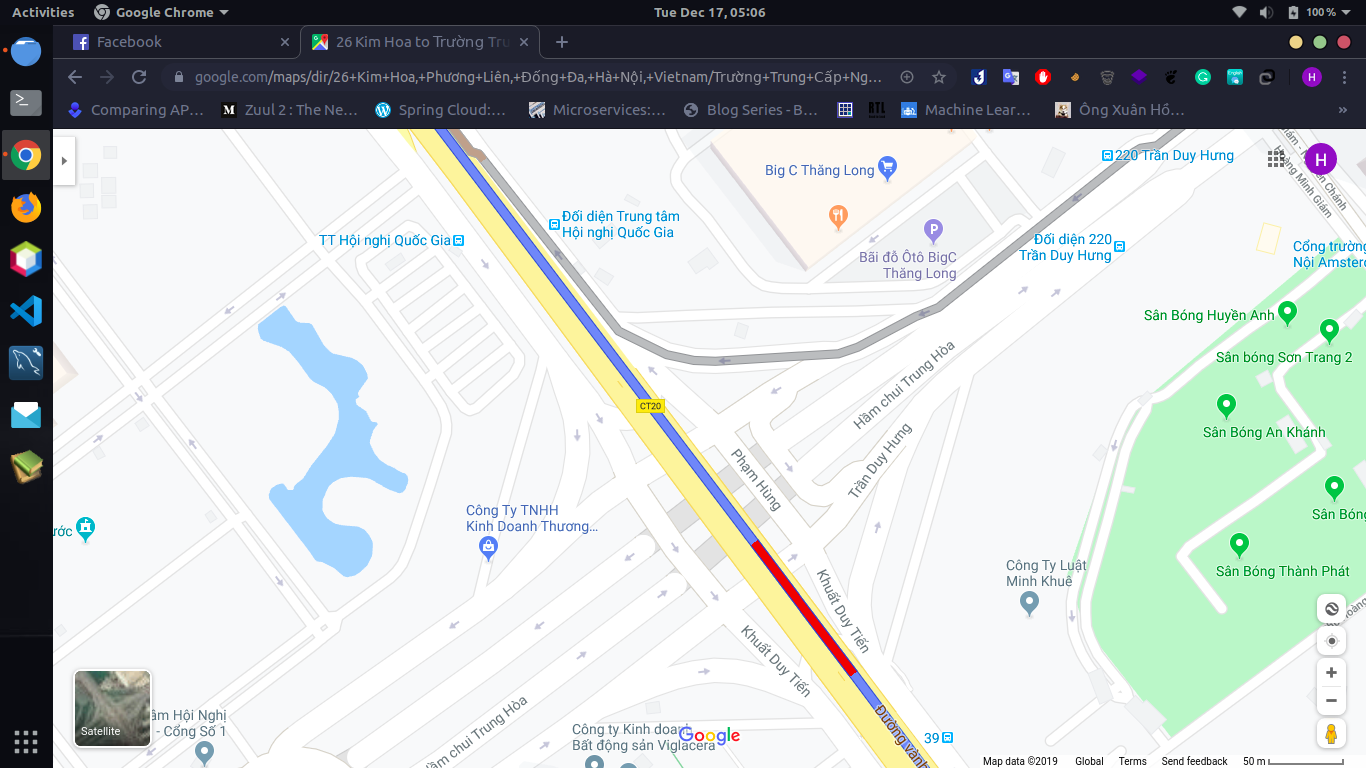 Activities
Google Chrome
Tue Dec 17, 05:06
100 %
Facebook
26 Kim Hoa to Trường Tru
google.com/maps/dir/26+Kim+Hoa,+Phương+Liên,+Đống+Đa,+Hà+Nội,+Vietnam/Trường+Trung+Cấp+Ng...
Comparing AP...
Zuul 2 : The Ne...
Spring Cloud:...
Microservices:...
Blog Series - B...
BTL
Machine Lear...
Ông Xuân Hồ...
»
H
H
Big C Thăng Long
220 Trần Duy Hưng
Hoàng Minh Giám
Đối diện Trung tâm
Hội nghị Quốc Gia
TT Hội nghị Quốc Gia
P
Bãi đỗ Ôtô BigC
Thăng Long
Đối diện 220
Trần Duy Hưng
Cổng trường
Nội Amster
Sân Bóng Huyền Anh
Sân bóng Sơn Trang 2
Hầm chui Trung Hòa
CT20
Sân Bóng An Khánh
Phạm Hùng
Trần Duy Hưng
Công Ty TNHH
Kinh Doanh Thương...
ước
Sân Bóng
Sân Bóng Thành Phát
Công Ty Luật
Minh Khuê
Khuất Duy Tiến
Khuất Duy Tiến
Satellite
âm Hội Nghị
- Cổng Số 1
Hầm chui Trung Hòa
Công ty Kinh doanh
Bất động sản Viglacera
Google
Đường vành
39
Map data ©2019
Global
Terms
Send feedback
50 m